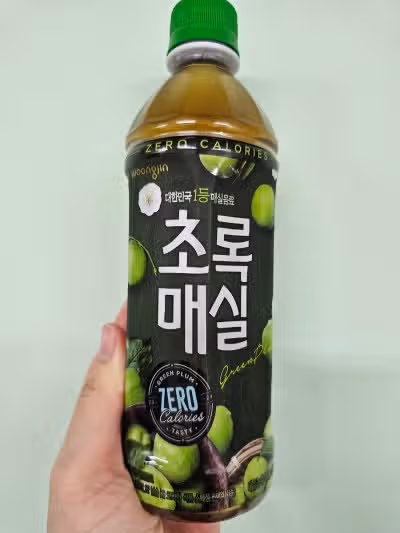 ZERO CALORIES
woongjin
대한민국 1등 매실음료
초록
매실
GREEN PLUM
ZERO
Calories
TASTY